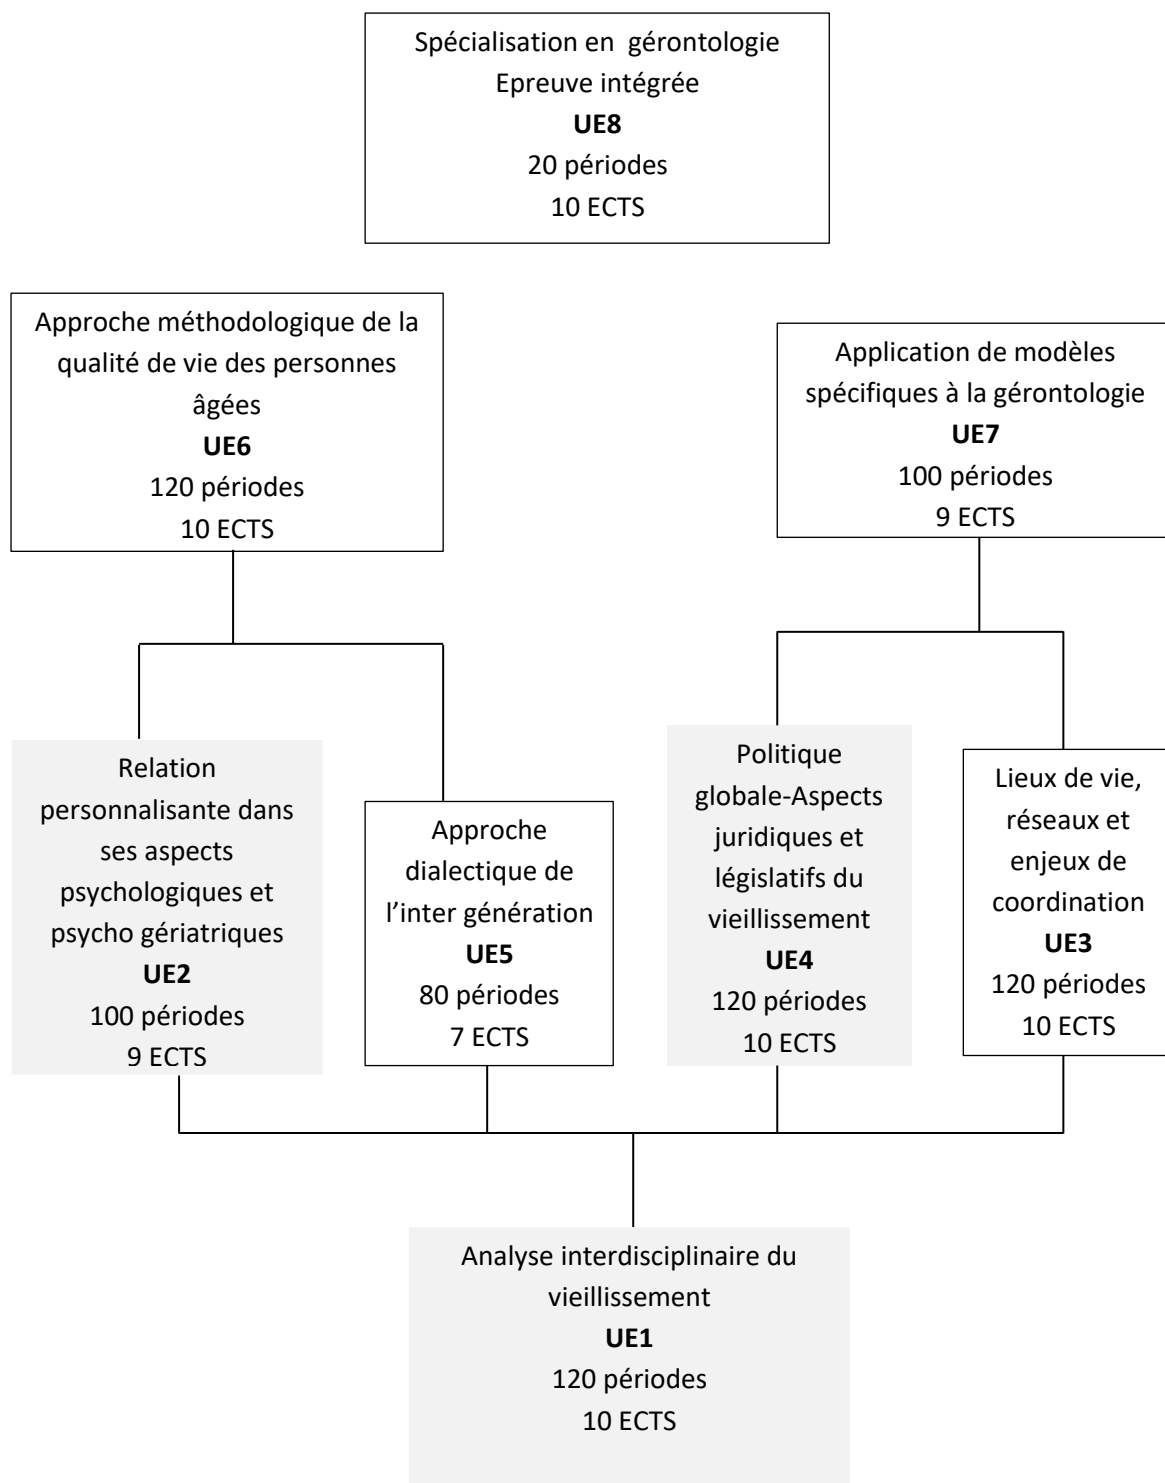 Spécialisation en  gérontologie
Epreuve intégrée
UE8
20 périodes
10 ECTS
Approche méthodologique de la
qualité de vie des personnes
âgées
UE6
120 périodes
10 ECTS
Application de modèles
spécifiques à la gérontologie
UE7
100 périodes
9 ECTS
Relation
personnalisante dans
ses aspects
psychologiques et
psycho gériatriques
UE2
100 périodes
9 ECTS
Approche
dialectique de
l'inter génération
UE5
80 périodes
7 ECTS
Politique
globale-Aspects
juridiques et
législatifs du
vieillissement
UE4
120 périodes
10 ECTS
Lieux de vie,
réseaux et
enjeux de
coordination
UE3
120 périodes
10 ECTS
Analyse interdisciplinaire du
vieillissement
UE1
120 périodes
10 ECTS